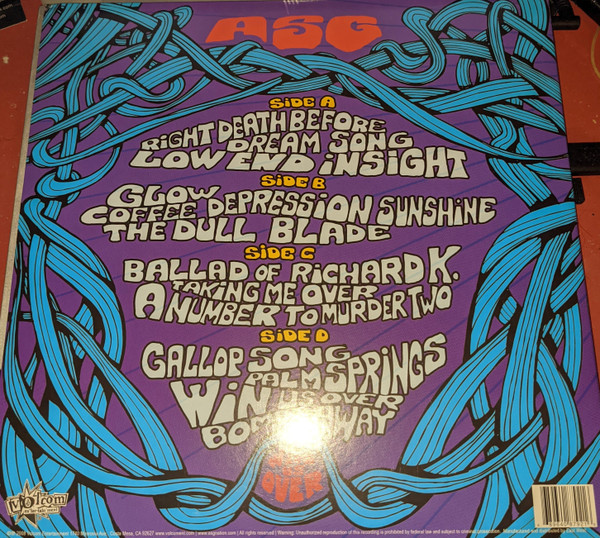 ASG
SiDE A
RiGHT DEATH BEFORE
DREAM SONG
LOW END iNSiGHT
SiDE B
GLOW
COFFEE DEPRESSiON SUNSHiNE
THE DULL BLADE
SiDE C
BALLAD OF RiCHARD K.
TAKiNG ME OVER
A NUMBER TO MURDER TWO
SiDE D
GALLOP SONG
PALM SPRINGS
WiN US OVER
AWAY
OVER
Volcom